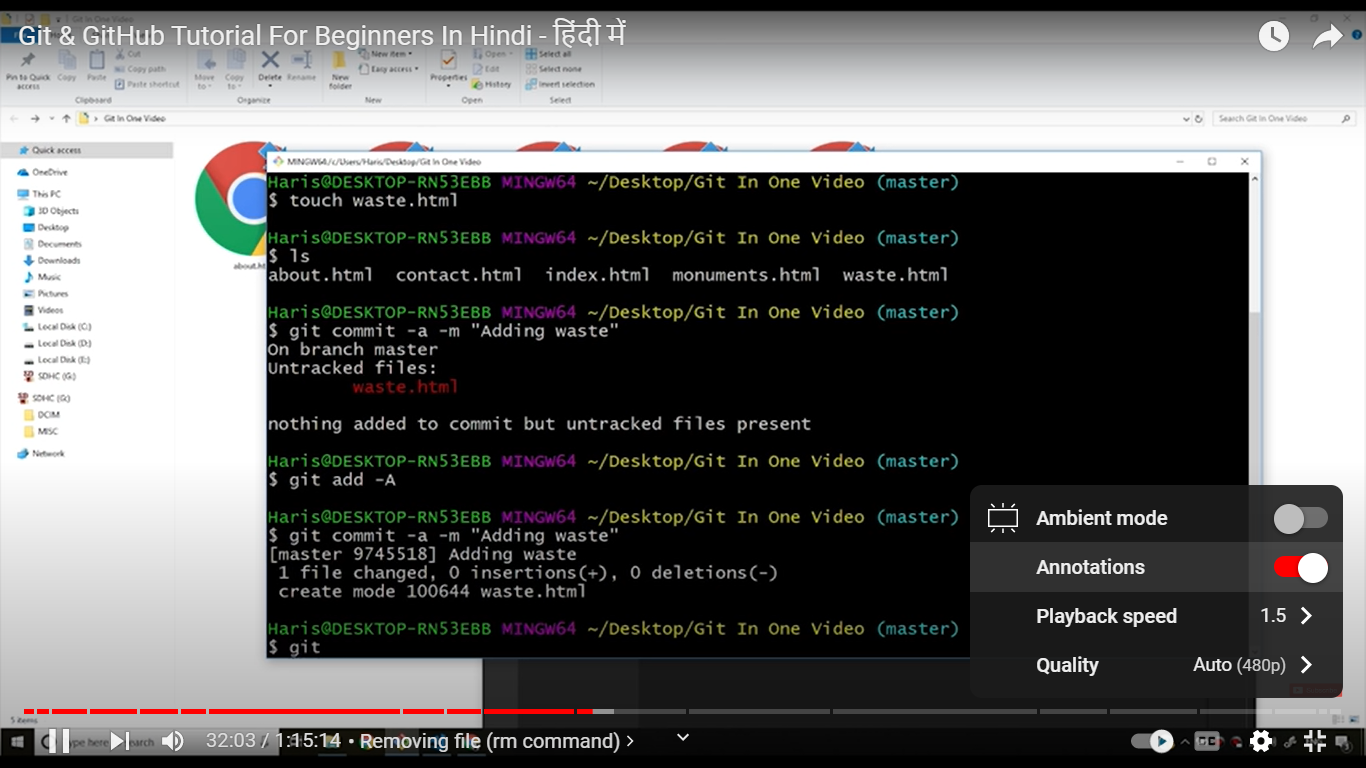 Git & GitHub Tutorial For Beginners In Hindi - हिंदी में
Git In One Video
Pin to Quick access
Copy
Paste
Cut
Copy path
Paste shortcut
Move to
Copy to
Delete
Rename
New folder
New item
Easy access
Properties
Open
Edit
History
Select all
Select none
Invert selection
Clipboard
Organize
New
Open
Select
Git In One Video
Search Git In One Video
Quick access
OneDrive
This PC
3D Objects
Desktop
Documents
Downloads
Music
Pictures
Videos
Local Disk (C:)
Local Disk (D:)
Local Disk (E:)
SDHC (G:)
SDHC (G:)
DCIM
MISC
Network
5 items
about.ht
MINGW64:/c/Users/Haris/Desktop/Git In One Video
Haris@DESKTOP-RN53EBB MINGW64 ~/Desktop/Git In One Video (master)
$ touch waste.html
Haris@DESKTOP-RN53EBB MINGW64 ~/Desktop/Git In One Video (master)
$ ls
about.html contact.html index.html monuments.html waste.html
Haris@DESKTOP-RN53EBB MINGW64 ~/Desktop/Git In One Video (master)
$ git commit -a -m "Adding waste"
On branch master
Untracked files:
waste.html
nothing added to commit but untracked files present
Haris@DESKTOP-RN53EBB MINGW64 ~/Desktop/Git In One Video (master)
$ git add -A
Haris@DESKTOP-RN53EBB MINGW64 ~/Desktop/Git In One Video (master)
$ git commit -a -m "Adding waste"
[master 9745518] Adding waste
1 file changed, 0 insertions(+), 0 deletions(-)
create mode 100644 waste.html
Haris@DESKTOP-RN53EBB MINGW64 ~/Desktop/Git In One Video (master)
$ git
Ambient mode
Annotations
Playback speed 1.5
Quality Auto (480p)
32:03 / 1:15:14 • Removing file (rm command)
CC